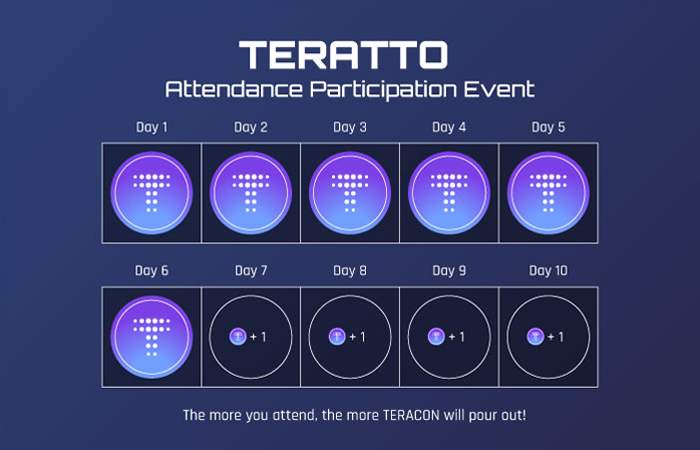 TERATTO
Attendance Participation Event
Day 1 Day 2 Day 3 Day 4 Day 5
T T T T T
Day 6 Day 7 Day 8 Day 9 Day 10
T T + 1 T + 1 T + 1 T + 1
The more you attend, the more TERACON will pour out!